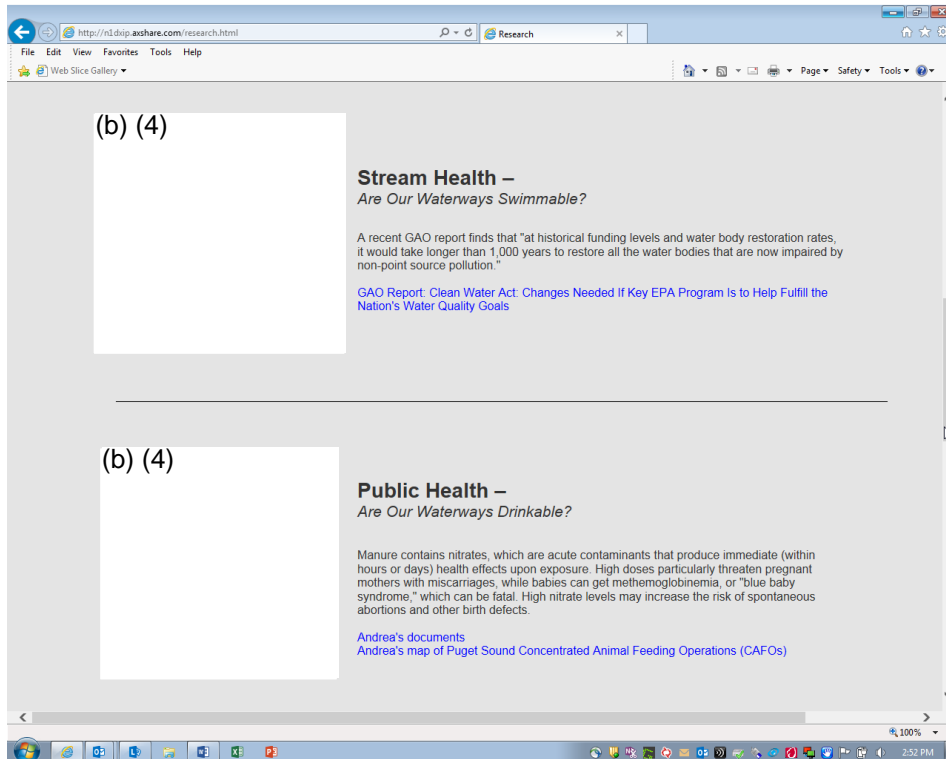 http://n1dxip.axshare.com/research.html
Research
File Edit View Favorites Tools Help
Web Slice Gallery
Page Safety Tools
(b) (4)
Stream Health –
Are Our Waterways Swimmable?
A recent GAO report finds that "at historical funding levels and water body restoration rates,
it would take longer than 1,000 years to restore all the water bodies that are now impaired by
non-point source pollution."
GAO Report: Clean Water Act: Changes Needed If Key EPA Program Is to Help Fulfill the
Nation's Water Quality Goals
(b) (4)
Public Health –
Are Our Waterways Drinkable?
Manure contains nitrates, which are acute contaminants that produce immediate (within
hours or days) health effects upon exposure. High doses particularly threaten pregnant
mothers with miscarriages, while babies can get methemoglobinemia, or "blue baby
syndrome," which can be fatal. High nitrate levels may increase the risk of spontaneous
abortions and other birth defects.
Andrea's documents
Andrea's map of Puget Sound Concentrated Animal Feeding Operations (CAFOs)
100%
2:52 PM